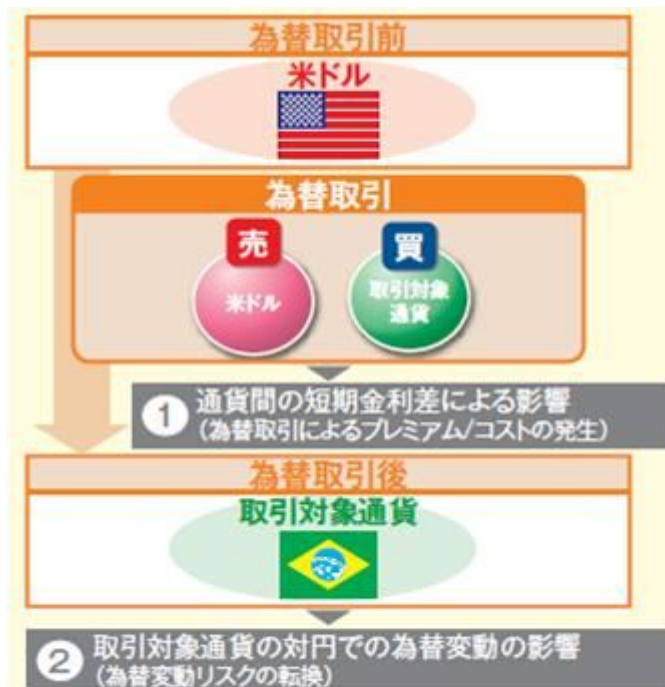 為替取引前
米ドル
為替取引
売
買
米ドル
取引対象
通貨
① 通貨間の短期金利差による影響
(為替取引によるプレミアム/コストの発生)
為替取引後
取引対象通貨
② 取引対象通貨の対円での為替変動の影響
(為替変動リスクの転換)